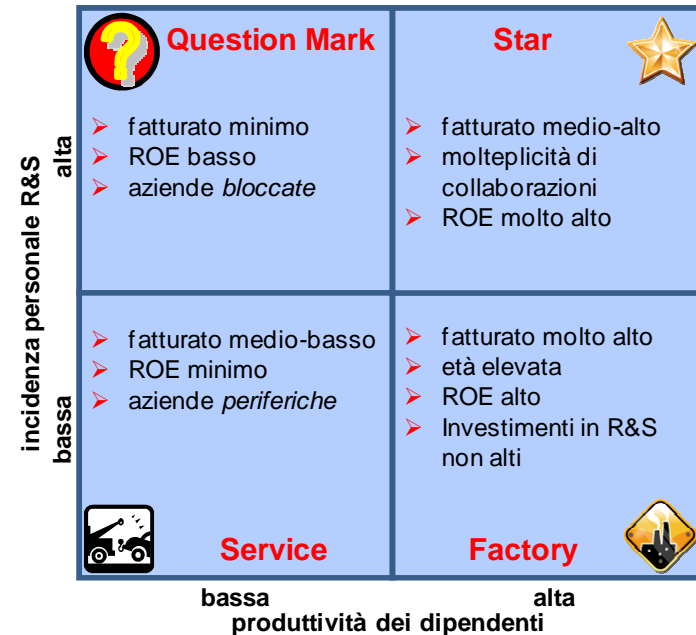 Question Mark
fatturato minimo
ROE basso
aziende bloccate
Star
fatturato medio-alto
molteplicità di
collaborazioni
ROE molto alto
fatturato medio-basso
ROE minimo
aziende periferiche
Service
fatturato molto alto
età elevata
ROE alto
Investimenti in R&S
non alti
Factory
incidenza personale R&S
alta
bassa
bassa
alta
produttività dei dipendenti